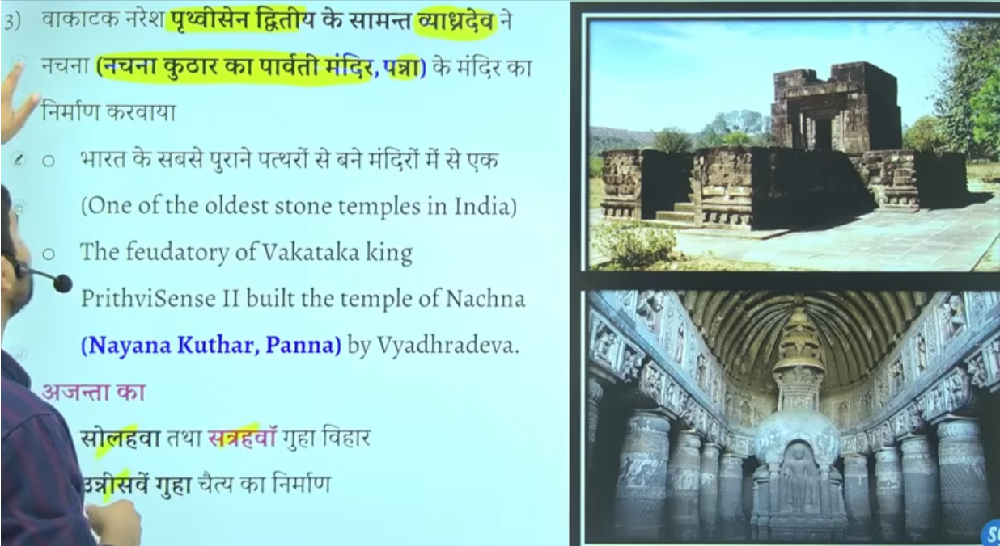 3) वाकाटक नरेश पृथ्वीसेन द्वितीय के सामन्त व्याध्रदेव ने
नचना (नचना कुठार का पार्वती मंदिर, पन्ना) के मंदिर का
निर्माण करवाया
○ भारत के सबसे पुराने पत्थरों से बने मंदिरों में से एक
(One of the oldest stone temples in India)
○ The feudatory of Vakataka king
PrithviSense II built the temple of Nachna
(Nayana Kuthar, Panna) by Vyadhradeva.
अजन्ता का
सोलहवा तथा सत्रहवाॅ गुहा विहार
उन्नीसवें गुहा चैत्य का निर्माण